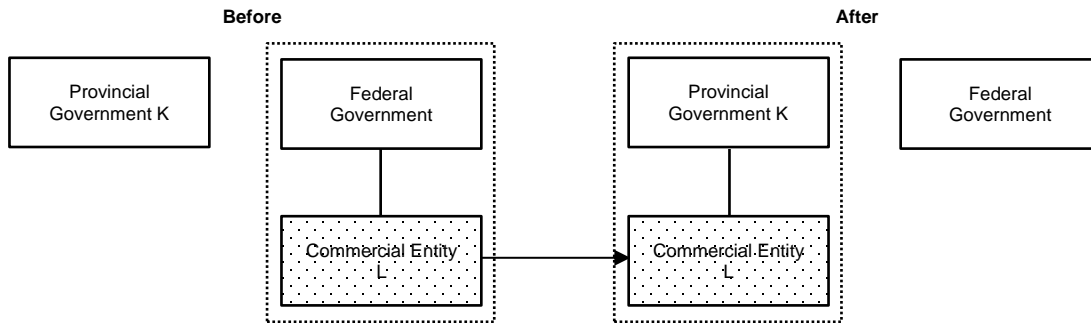 Before
After
Provincial
Government K
Federal
Government
Provincial
Government K
Federal
Government
Commercial Entity
L
Commercial Entity
L